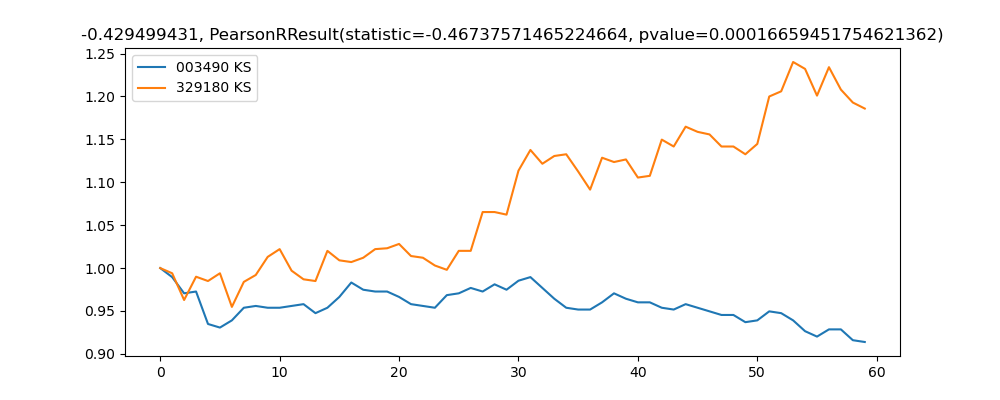 -0.429499431, PearsonRResult(statistic=-0.46737571465224664, pvalue=0.00016659451754621362)
003490 KS
329180 KS
1.25
1.20
1.15
1.10
1.05
1.00
0.95
0.90
0 10 20 30 40 50 60